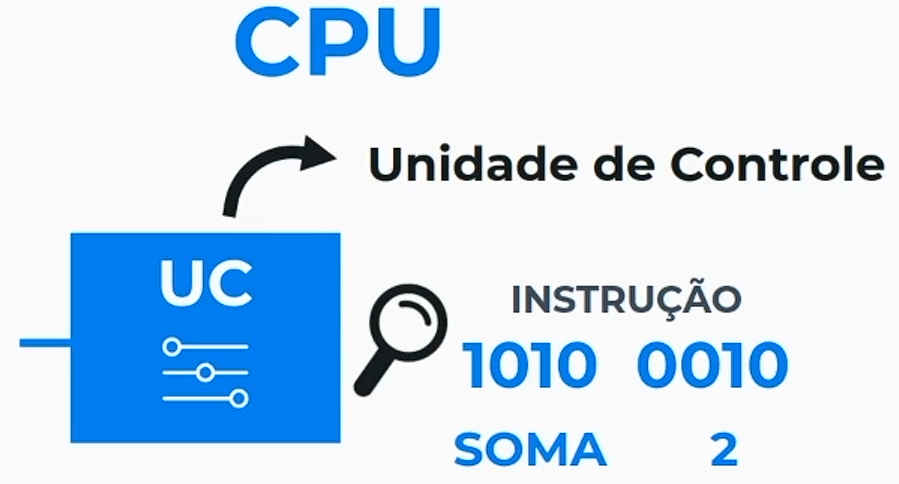 CPU
Unidade de Controle
UC
INSTRUÇÃO
1010 0010
SOMA 2